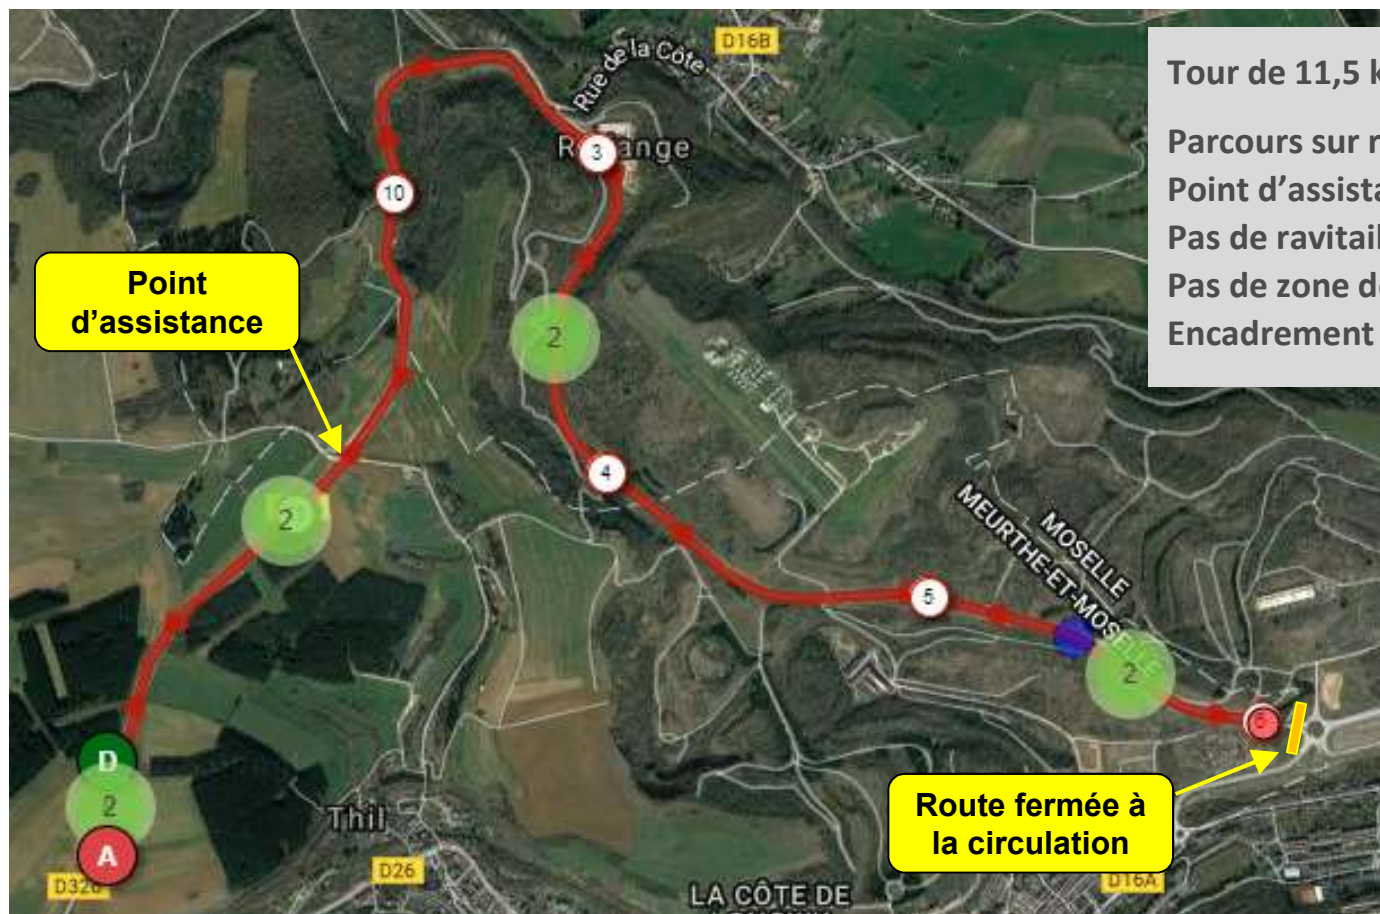 D16B
Rue de la Côte
Tour de 11,5 k
Parcours sur r
Point d’assista
Pas de ravitail
Pas de zone d
Encadrement
3
10
Point
d’assistance
2
4
2
MOSELLE
MEURTHE-ET-MOSELLE
5
2
D
2
A
Thil
Route fermée à
la circulation
D26
D16A
LA CÔTE DE